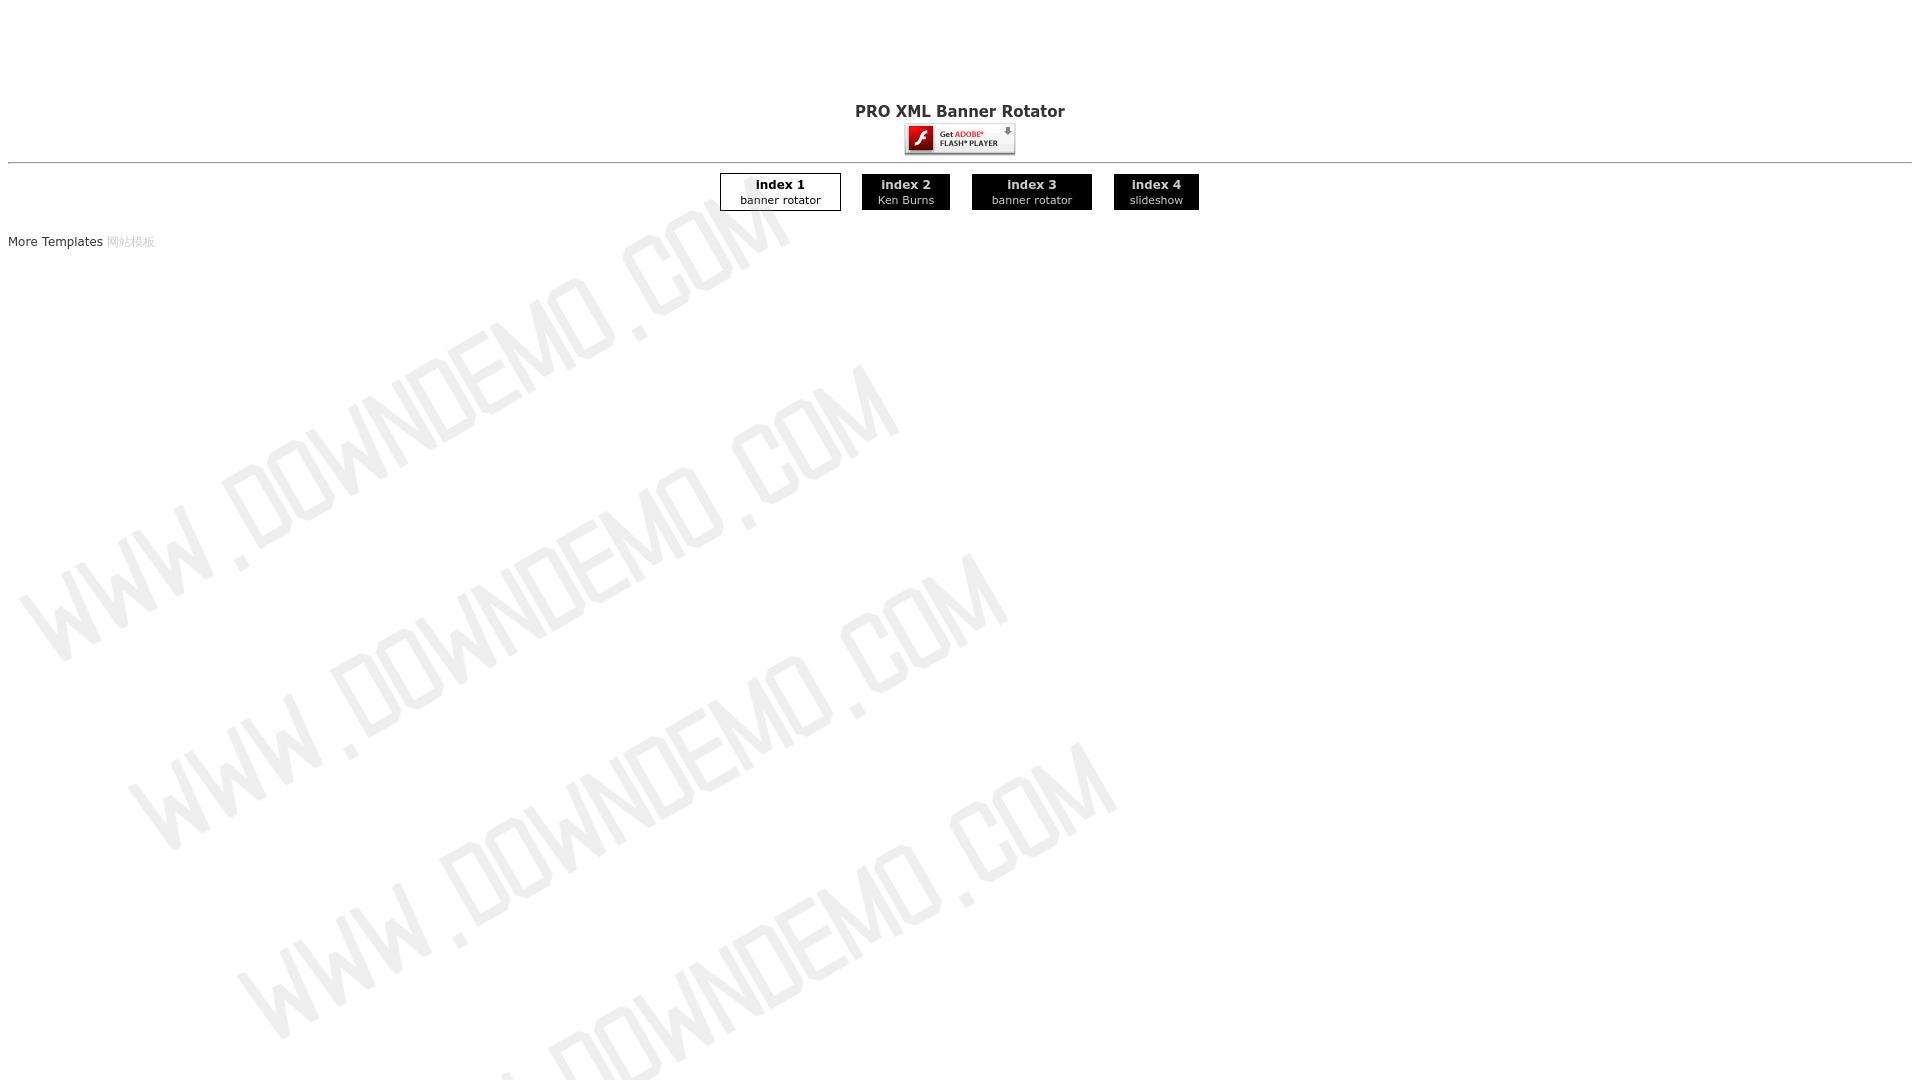 PRO XML Banner Rotator
Get ADOBE®
FLASH® PLAYER
index 1
banner rotator
index 2
Ken Burns
index 3
banner rotator
index 4
slideshow
More Templates 网站模板
WWW.DOWNDEMO.COM
WWW.DOWNDEMO.COM
WWW.DOWNDEMO.COM
DOWNDEMO.COM